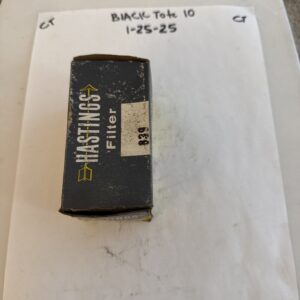 CT
BlACK Tote 10
CT
1-25-25
HASTINGS
Filter
839